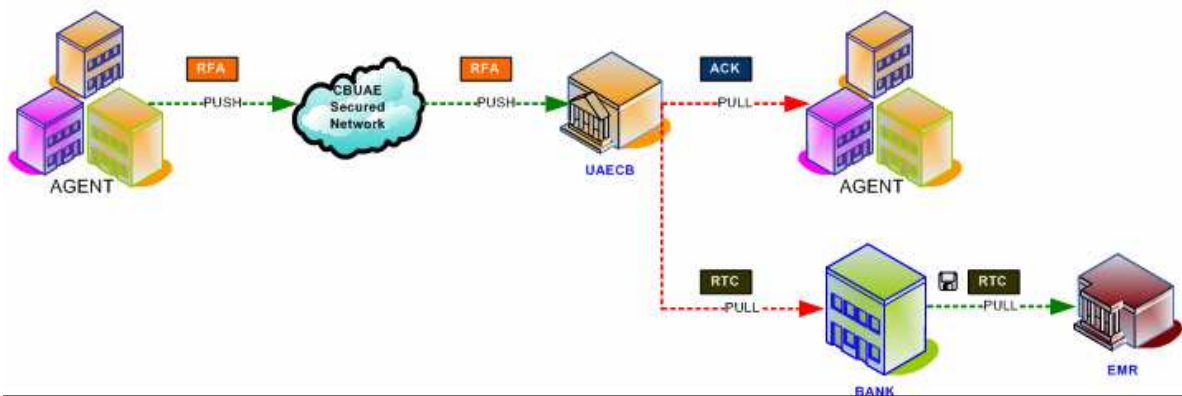 RFA
RFA
ACK
PUSH
CBUAE
Secured
Network
PUSH
PULL
AGENT
UAECB
AGENT
RTC
RTC
PULL
PULL
BANK
EMR